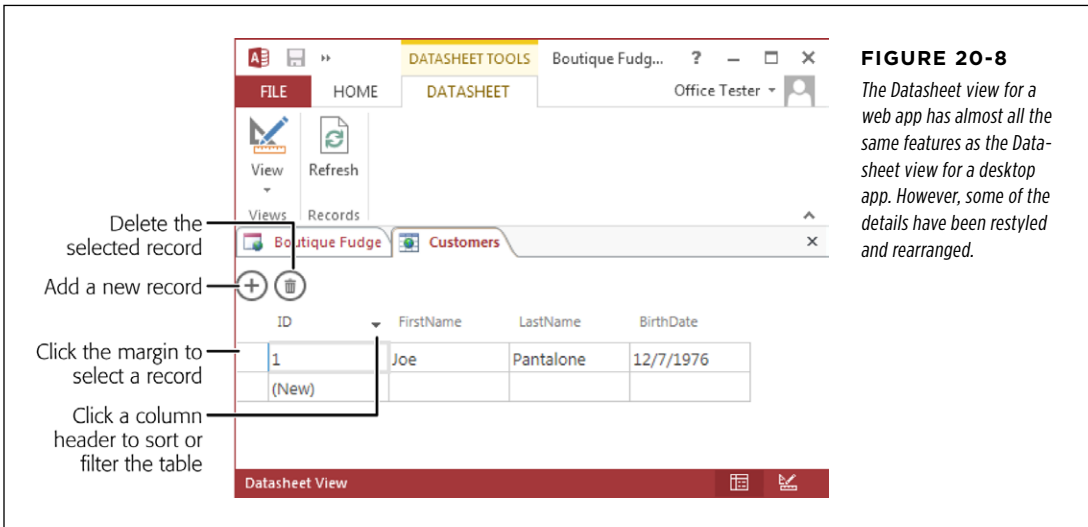 DATASHEET TOOLS Boutique Fudg... ?
FILE HOME DATASHEET Office Tester
View Refresh
Views Records
Boutique Fudge Customers
Delete the
selected record
Add a new record
ID FirstName LastName BirthDate
Click the margin to
select a record
1 Joe Pantalone 12/7/1976
(New)
Click a column
header to sort or
filter the table
Datasheet View
FIGURE 20-8
The Datasheet view for a
web app has almost all the
same features as the Data-
sheet view for a desktop
app. However, some of the
details have been restyled
and rearranged.